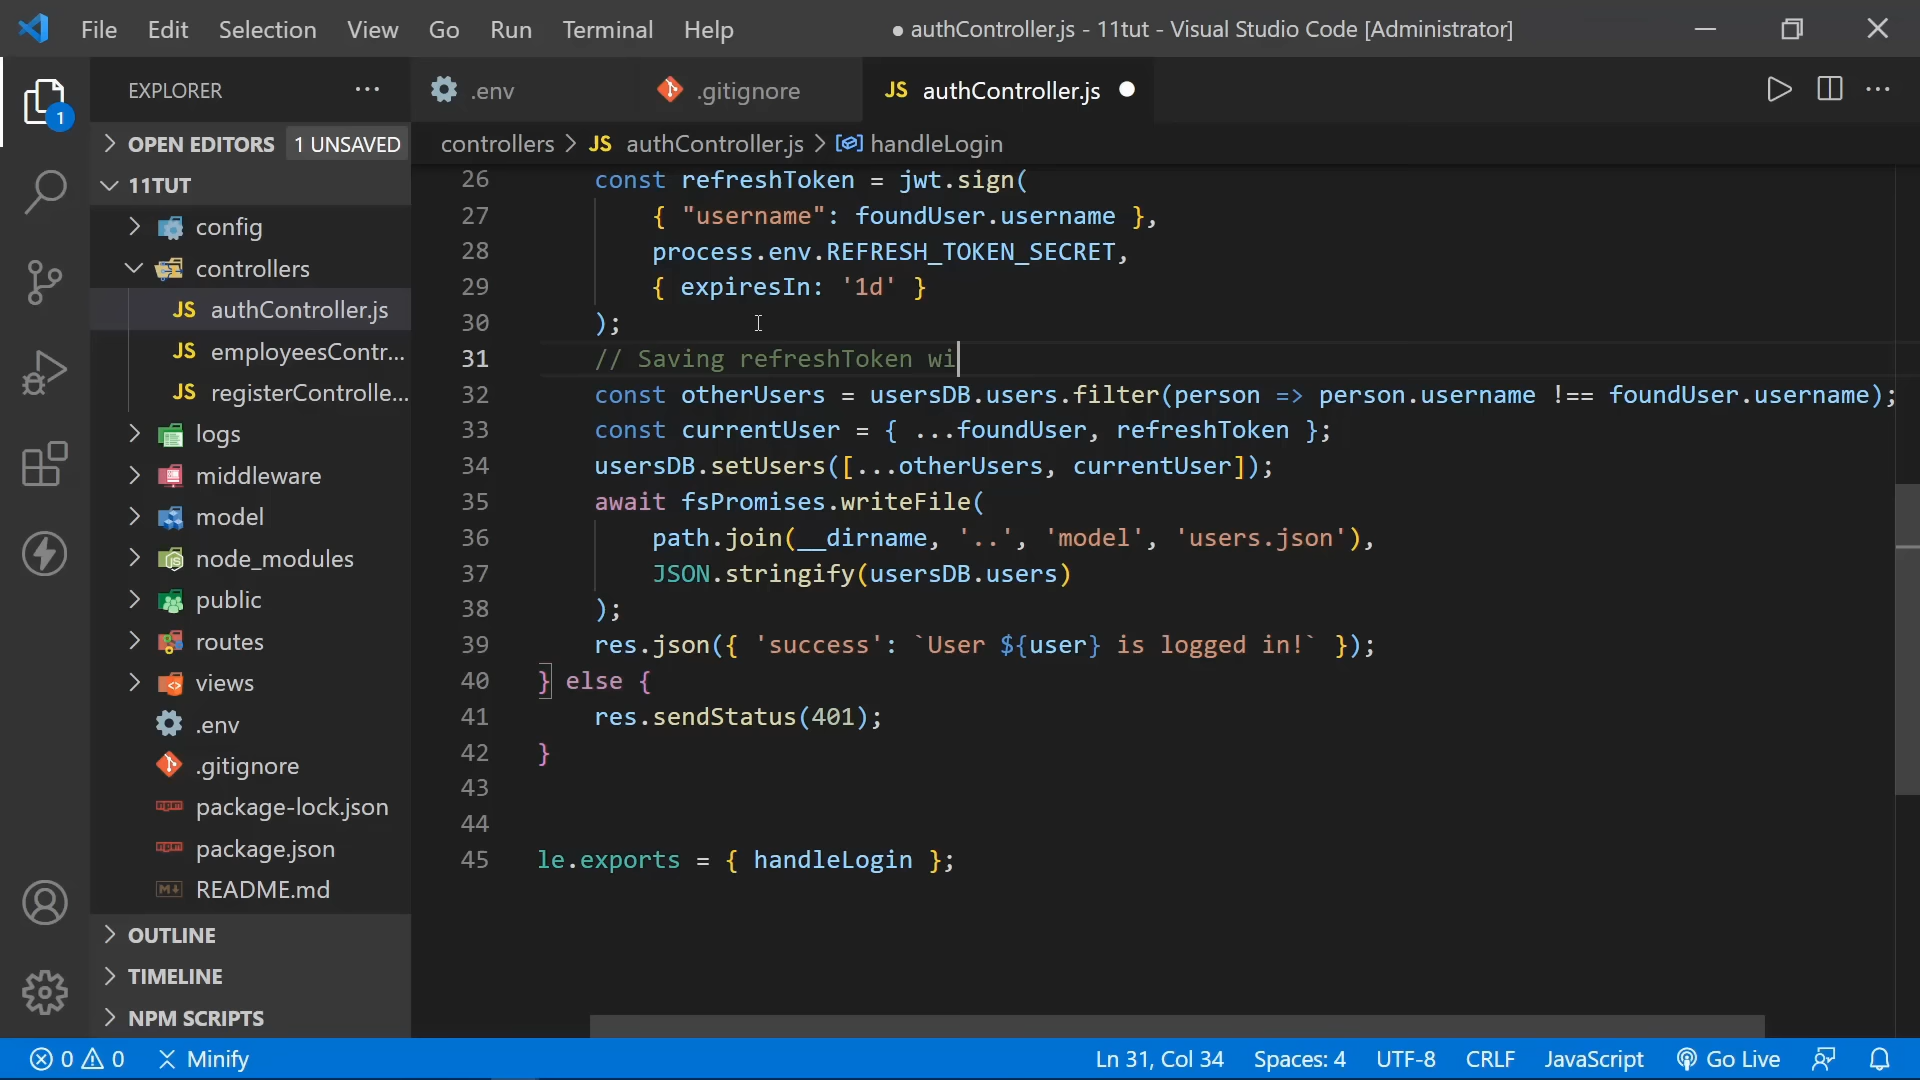 File Edit Selection View Go Run Terminal Help
● authController.js - 11tut - Visual Studio Code [Administrator]
EXPLORER
1
.env
.gitignore
JS authController.js
OPEN EDITORS 1 UNSAVED
controllers > JS authController.js > handleLogin
11TUT
config
controllers
JS authController.js
JS employeesContr...
JS registerControlle...
logs
middleware
model
node_modules
public
routes
views
.env
.gitignore
package-lock.json
package.json
README.md
OUTLINE
TIMELINE
NPM SCRIPTS
26 const refreshToken = jwt.sign(
27 { "username": foundUser.username },
28 process.env.REFRESH_TOKEN_SECRET,
29 { expiresIn: '1d' }
30 );
31 // Saving refreshToken wi
32 const otherUsers = usersDB.users.filter(person => person.username !== foundUser.username);
33 const currentUser = { ...foundUser, refreshToken };
34 usersDB.setUsers([...otherUsers, currentUser]);
35 await fsPromises.writeFile(
36 path.join(__dirname, '..', 'model', 'users.json'),
37 JSON.stringify(usersDB.users)
38 );
39 res.json({ 'success': `User ${user} is logged in!` });
40 } else {
41 res.sendStatus(401);
42 }
43
44
45 le.exports = { handleLogin };
0 0 Minify
Ln 31, Col 34 Spaces: 4 UTF-8 CRLF JavaScript Go Live